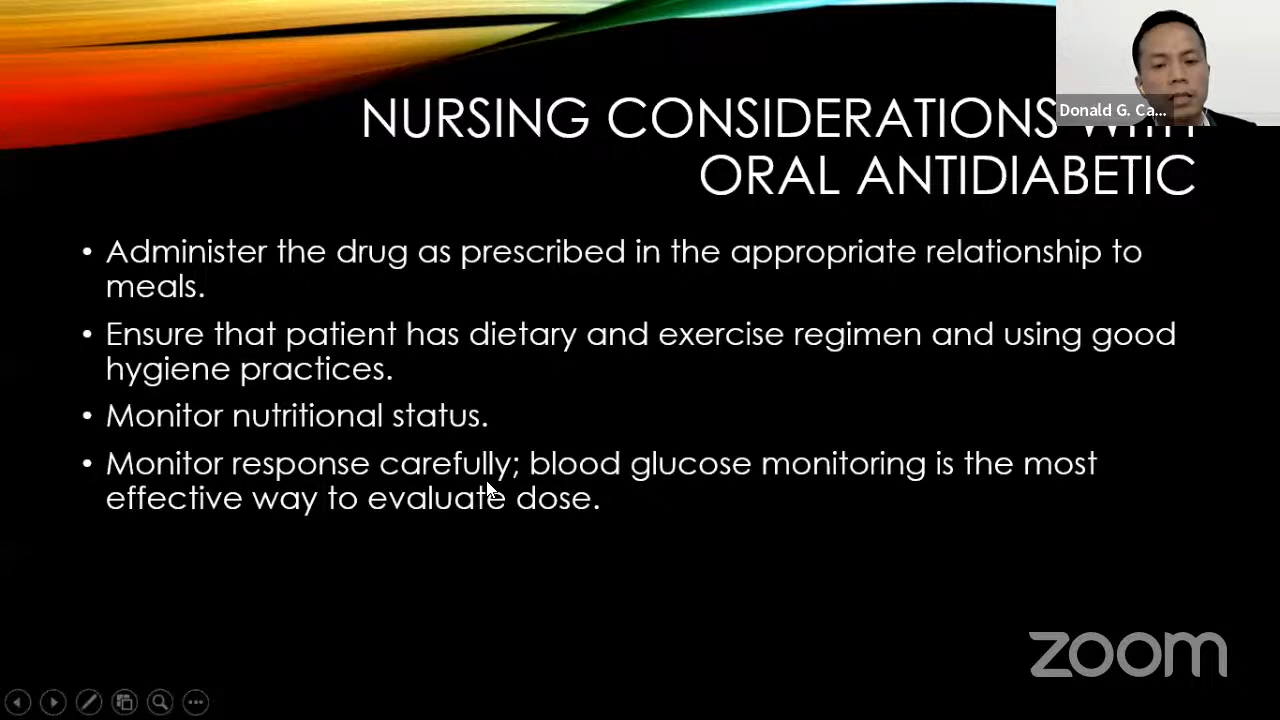 NURSING CONSIDERATIONS WITH
ORAL ANTIDIABETIC
Donald G. Ca...
• Administer the drug as prescribed in the appropriate relationship to
meals.
• Ensure that patient has dietary and exercise regimen and using good
hygiene practices.
• Monitor nutritional status.
• Monitor response carefully; blood glucose monitoring is the most
effective way to evaluate dose.
zoom